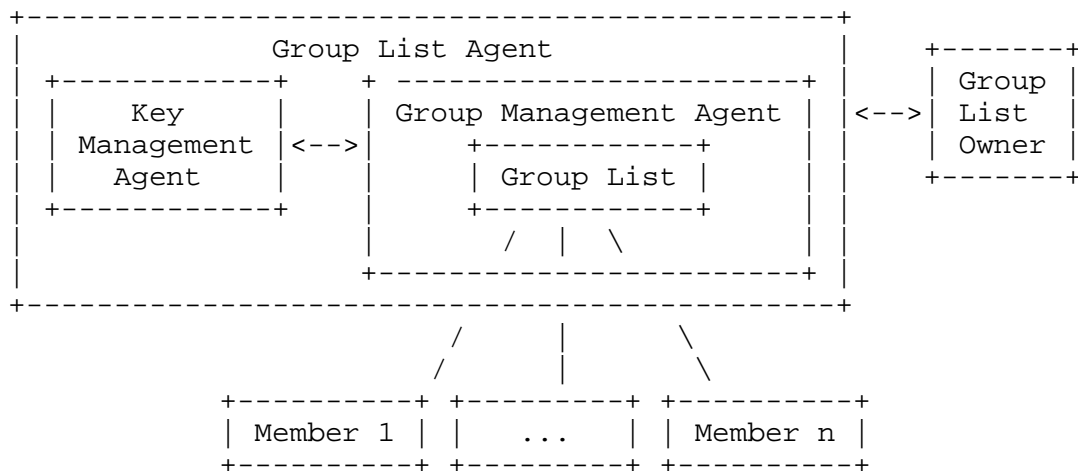 Group List Agent
Group
Key Group Management Agent <--> List
Management <--> Owner
Agent Group List
Member 1 ... Member n